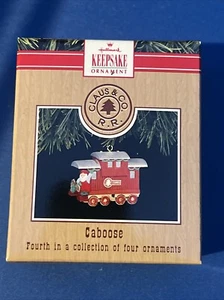 Hallmark
KEEPSAKE
ORNAMENT
CLAUS & CO.
R.R.
Caboose
Fourth in a collection of four ornaments